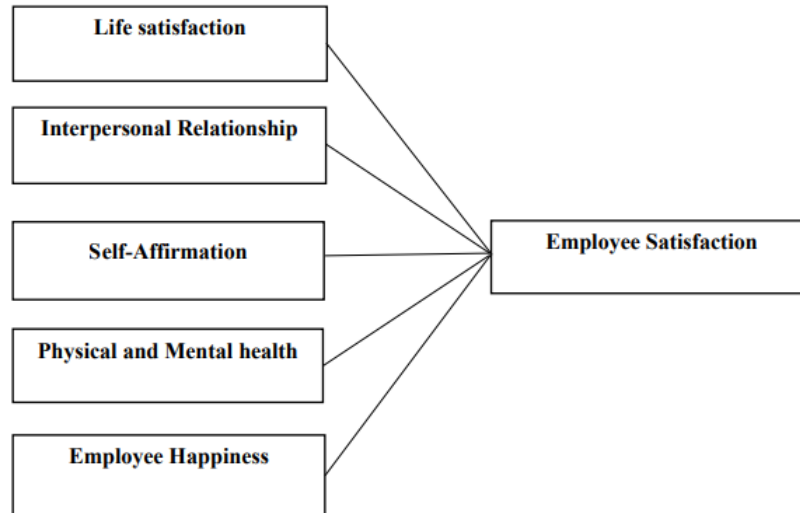 Life satisfaction
Interpersonal Relationship
Self-Affirmation
Employee Satisfaction
Physical and Mental health
Employee Happiness